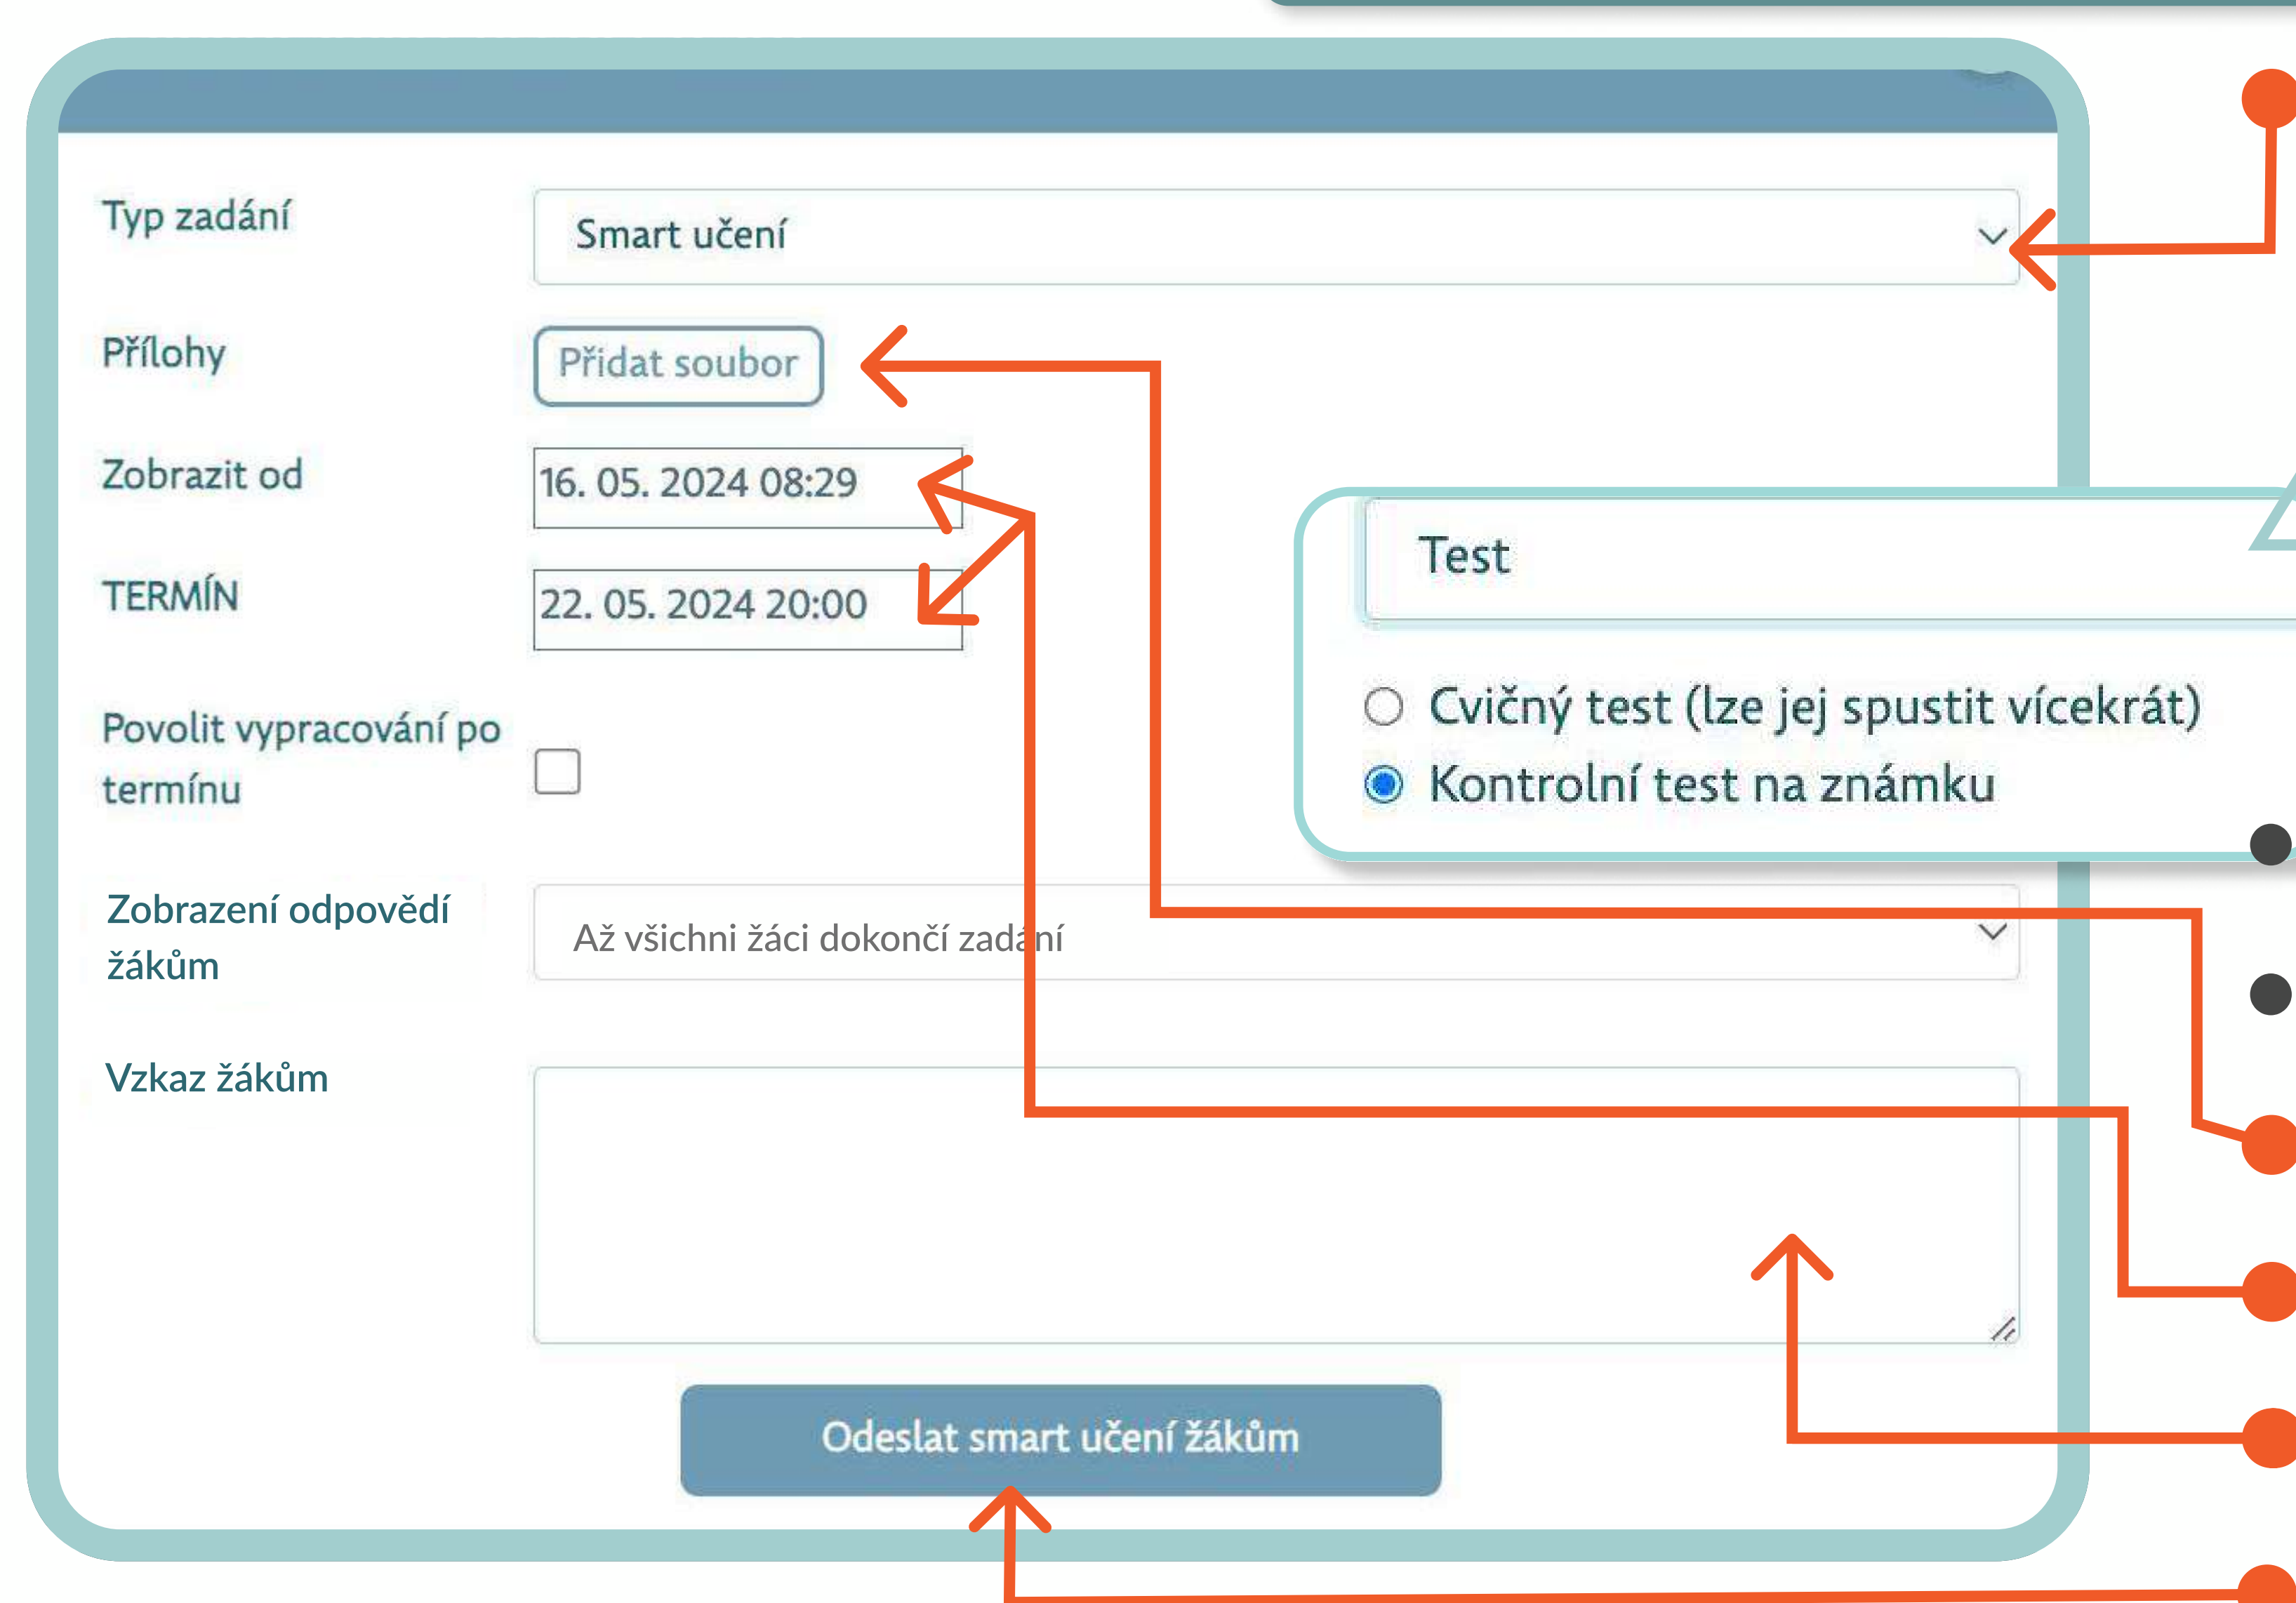 Typ zadání
Smart učení
Přílohy
Přidat soubor
Zobrazit od
16. 05. 2024 08:29
TERMÍN
22. 05. 2024 20:00
Test
Cvičný test (lze jej spustit vícekrát)
Kontrolní test na známku
Povolit vypracování po
termínu
Zobrazení odpovědí
žákům
Až všichni žáci dokončí zadání
Vzkaz žákům
Odeslat smart učení žákům